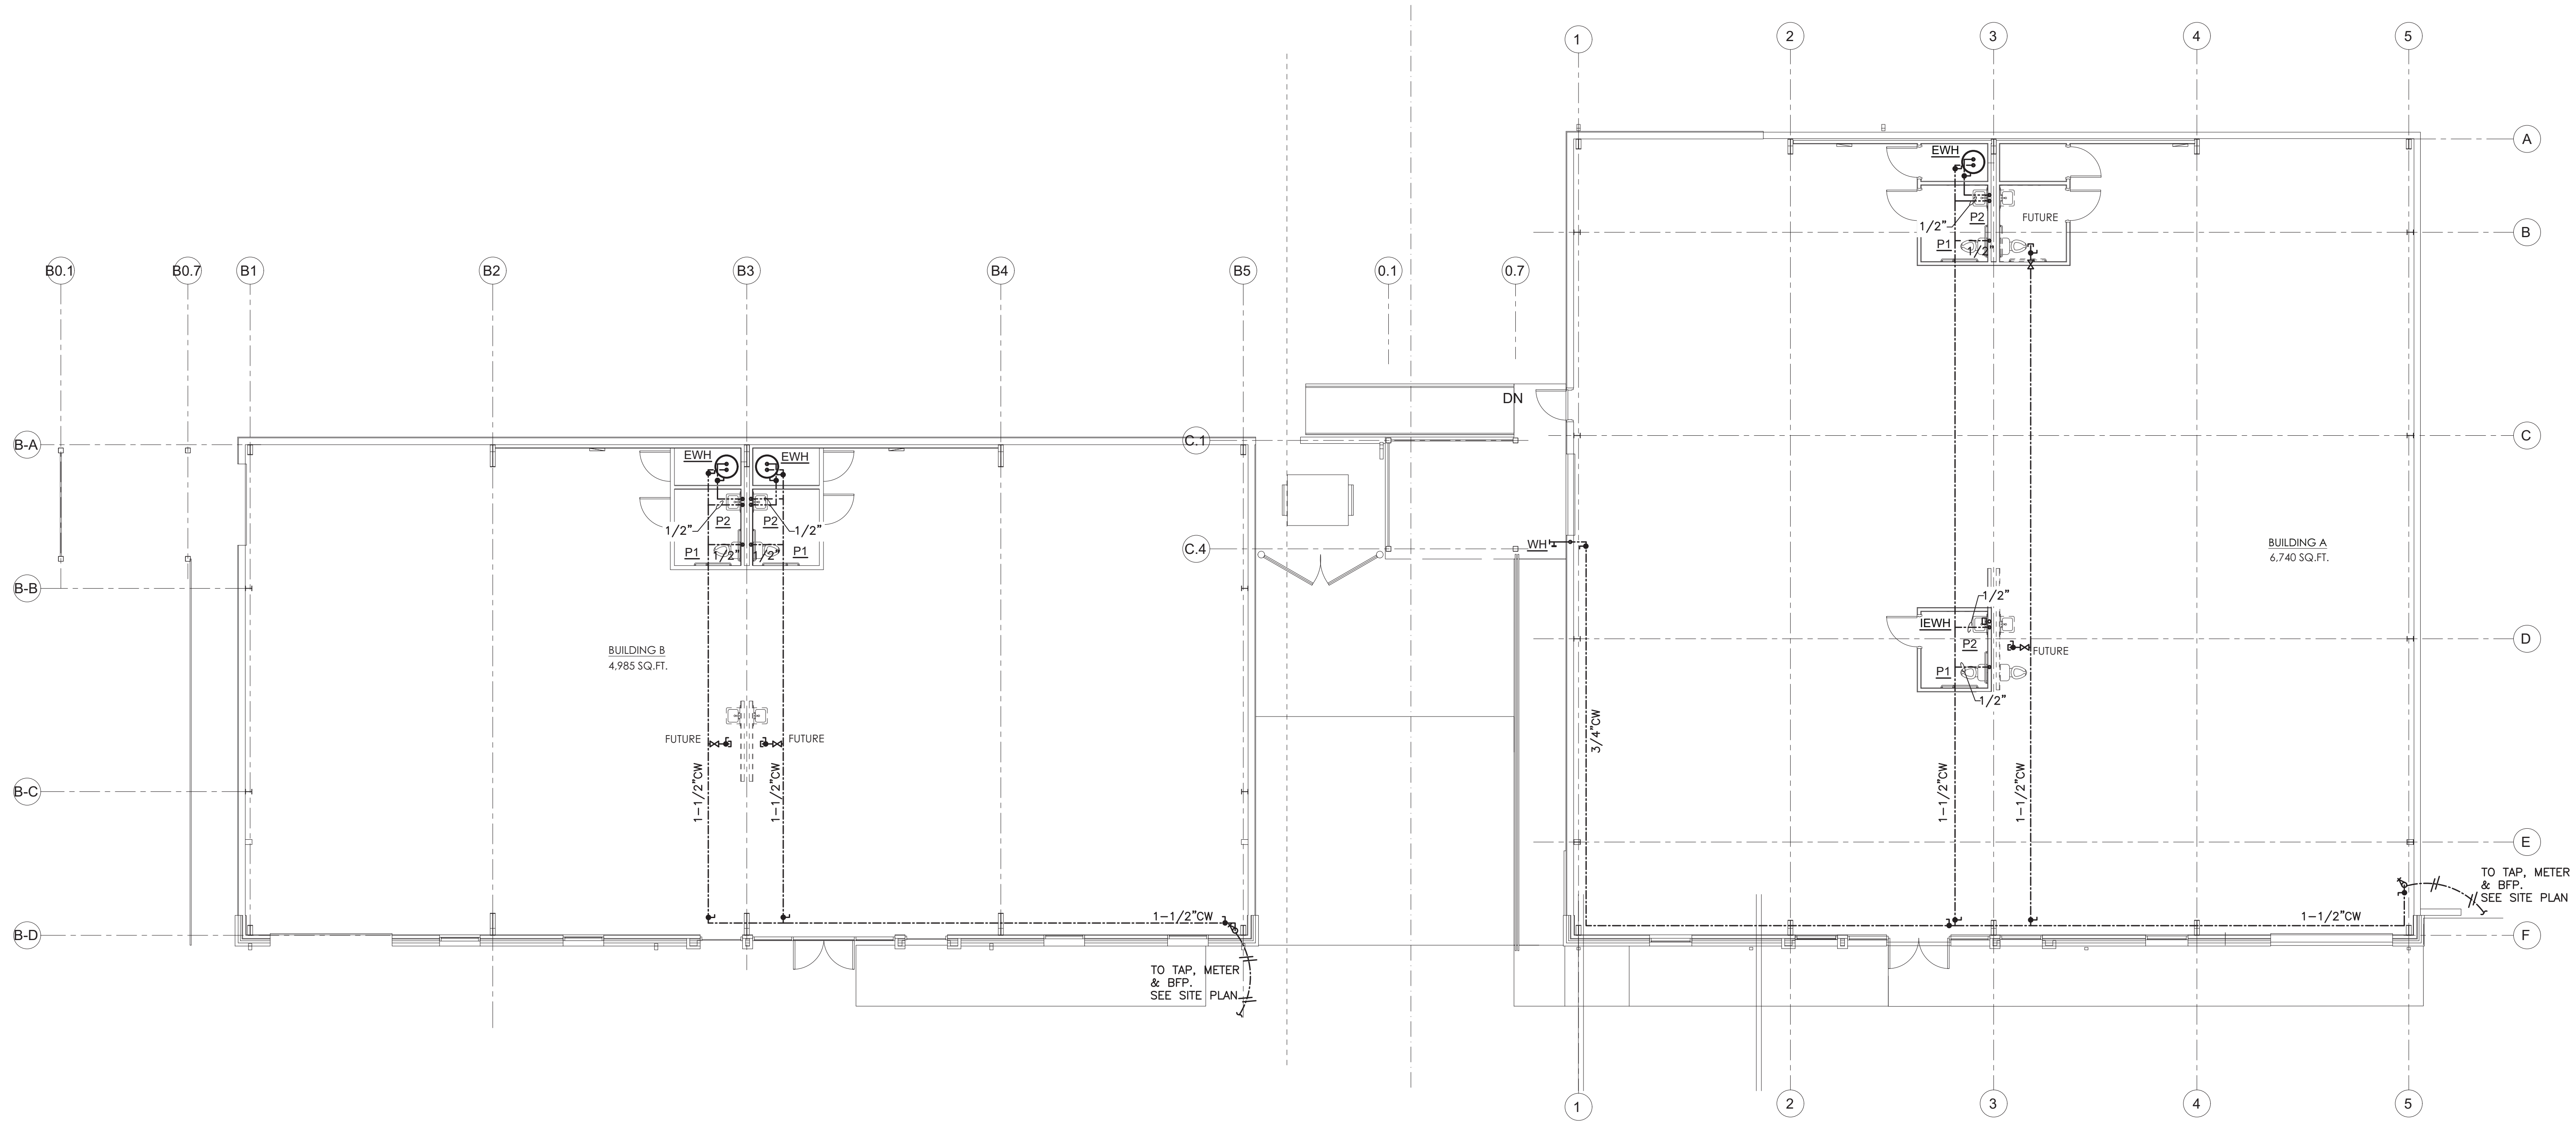 1
2
3
4
5
A
EWH
P2
FUTURE
1/2"
P1
1/2"
B
B0.1
B0.7
B1
B2
B3
B4
B5
0.1
0.7
DN
B-A
C.1
C
EWH
EWH
P2
P2
1/2"
1/2"
P1
1/2"
1/2"
P1
C.4
WH
BUILDING A
6,740 SQ.FT.
B-B
1/2"
IEWH
P2
D
FUTURE
P1
1/2"
BUILDING B
4,985 SQ.FT.
FUTURE
FUTURE
3/4"CW
1-1/2"CW
1-1/2"CW
1-1/2"CW
1-1/2"CW
B-C
E
TO TAP, METER
& BFP.
SEE SITE PLAN
1-1/2"CW
1-1/2"CW
B-D
F
TO TAP, METER
& BFP.
SEE SITE PLAN
1
2
3
4
5